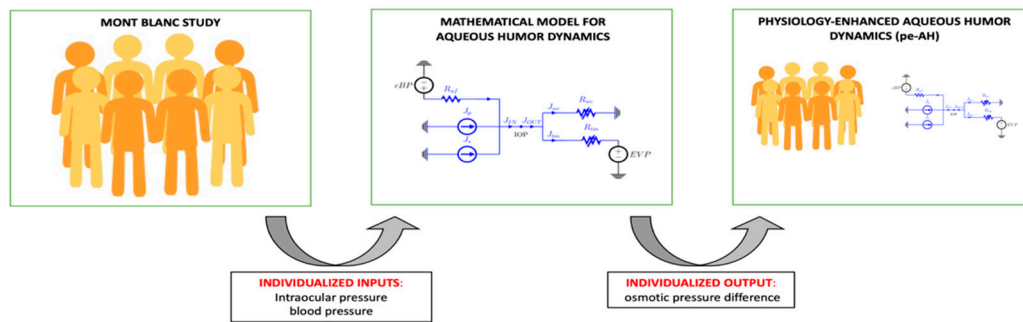 MONT BLANC STUDY
MATHEMATICAL MODEL FOR
AQUEOUS HUMOR DYNAMICS
cBP
R_uf
J_p
J_s
J_IN J_OUT
IOP
J_uv
R_uv
J_tm
R_tm
EVP
PHYSIOLOGY-ENHANCED AQUEOUS HUMOR
DYNAMICS (pe-AH)
INDIVIDUALIZED INPUTS:
Intraocular pressure
blood pressure
INDIVIDUALIZED OUTPUT:
osmotic pressure difference